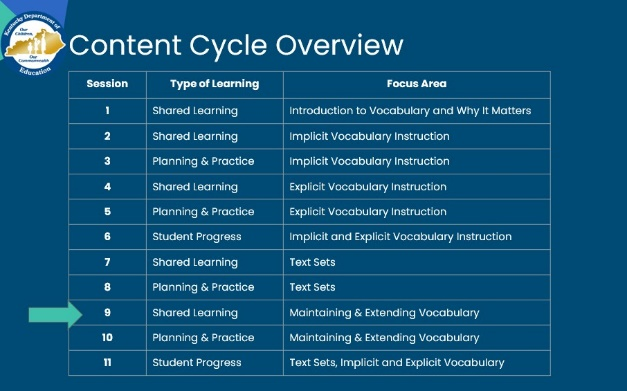 Kentucky Department of
Our
Children,
Our
Commonwealth
Education
Content Cycle Overview
Session Type of Learning Focus Area
1 Shared Learning Introduction to Vocabulary and Why It Matters
2 Shared Learning Implicit Vocabulary Instruction
3 Planning & Practice Implicit Vocabulary Instruction
4 Shared Learning Explicit Vocabulary Instruction
5 Planning & Practice Explicit Vocabulary Instruction
6 Student Progress Implicit and Explicit Vocabulary Instruction
7 Shared Learning Text Sets
8 Planning & Practice Text Sets
9 Shared Learning Maintaining & Extending Vocabulary
10 Planning & Practice Maintaining & Extending Vocabulary
11 Student Progress Text Sets, Implicit and Explicit Vocabulary